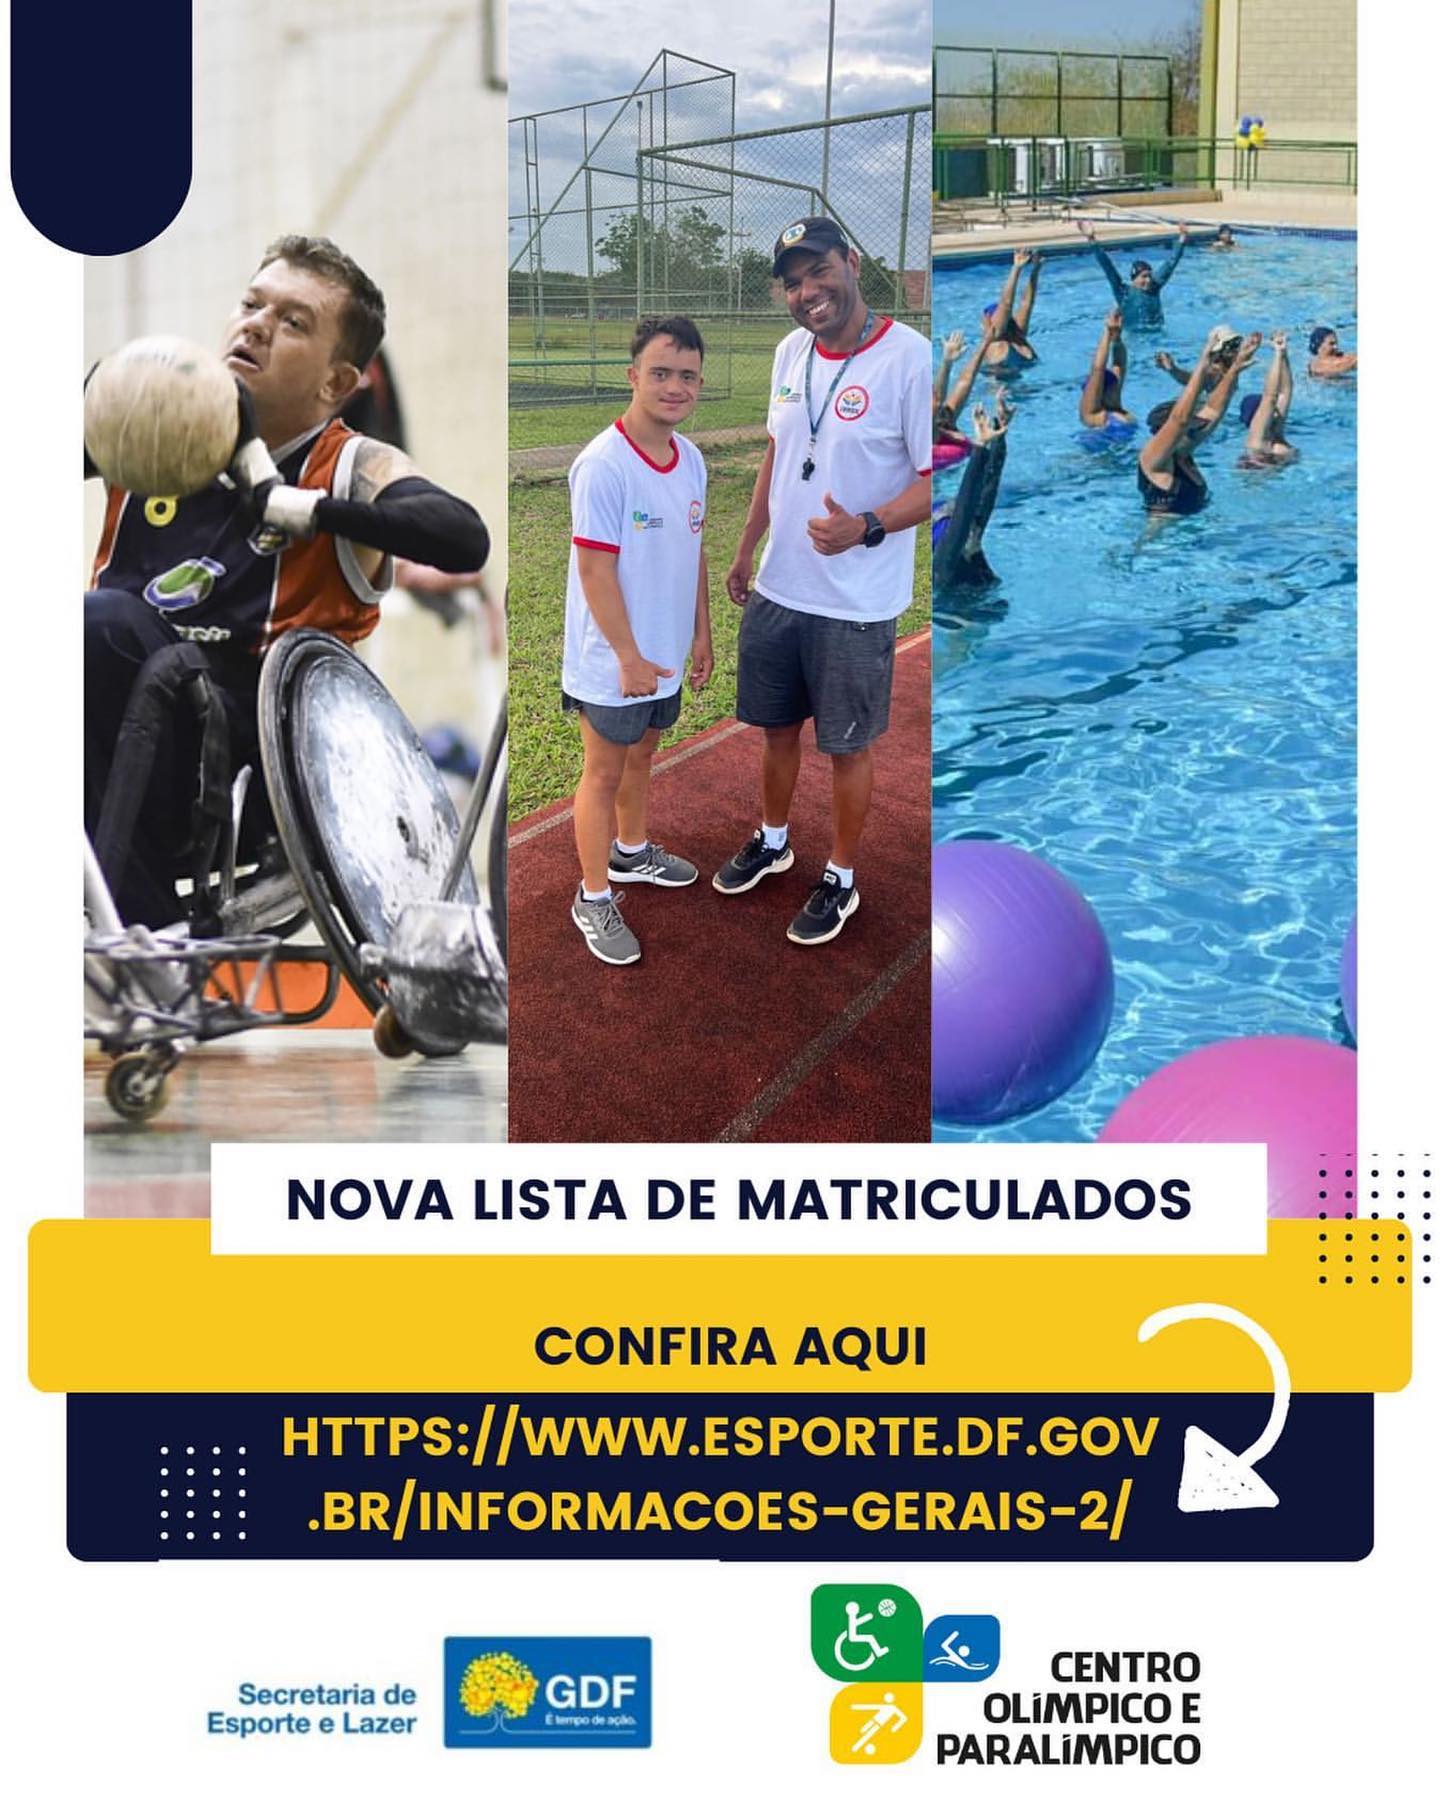 NOVA LISTA DE MATRICULADOS
CONFIRA AQUI
HTTPS://WWW.ESPORTE.DF.GOV
.BR/INFORMACOES-GERAIS-2/
Secretaria de
Esporte e Lazer
GDF
É tempo de ação.
CENTRO
OLÍMPICO E
PARALÍMPICO